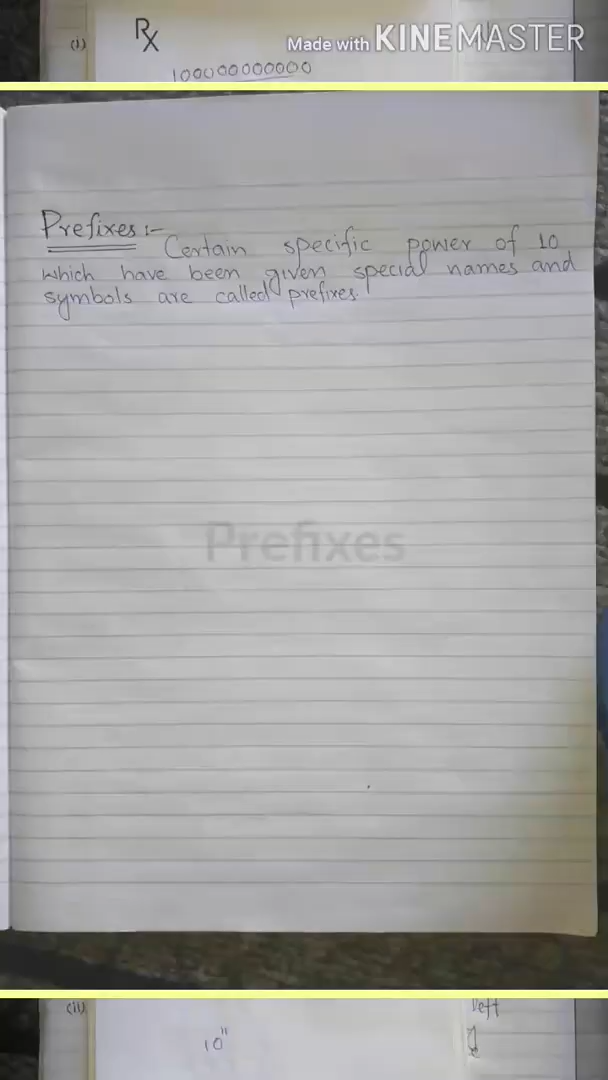 (i)
℞
Made with KINEMASTER
100000000000
Prefixes :-
Certain specific power of 10
which have been given special names and
symbols are called prefixes.
Prefixes
(ii)
left
10"